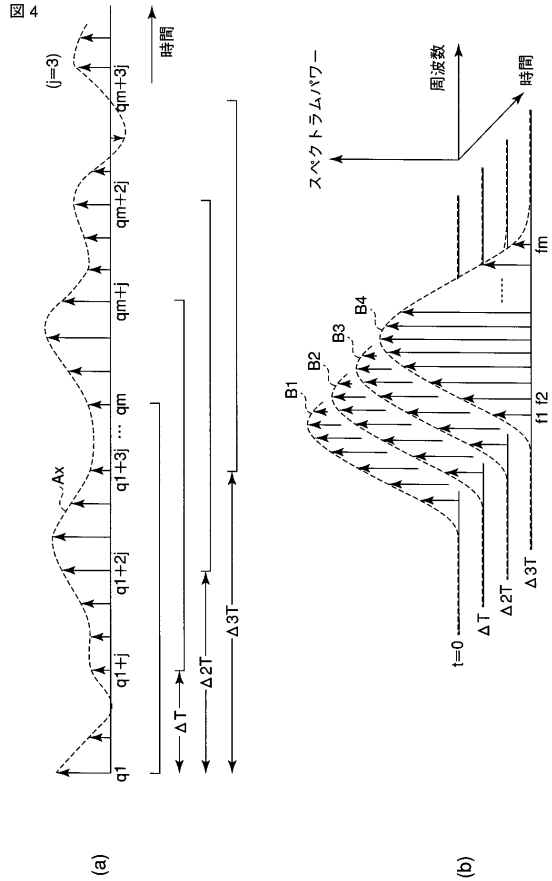 図 4
(a)
Ax
(j=3)
q1
q1+j
q1+2j
q1+3j
…
qm
qm+j
qm+2j
qm+3j
時間
ΔT
Δ2T
Δ3T
(b)
スペクトラムパワー
周波数
時間
B1
B2
B3
B4
t=0
ΔT
Δ2T
Δ3T
f1
f2
fm